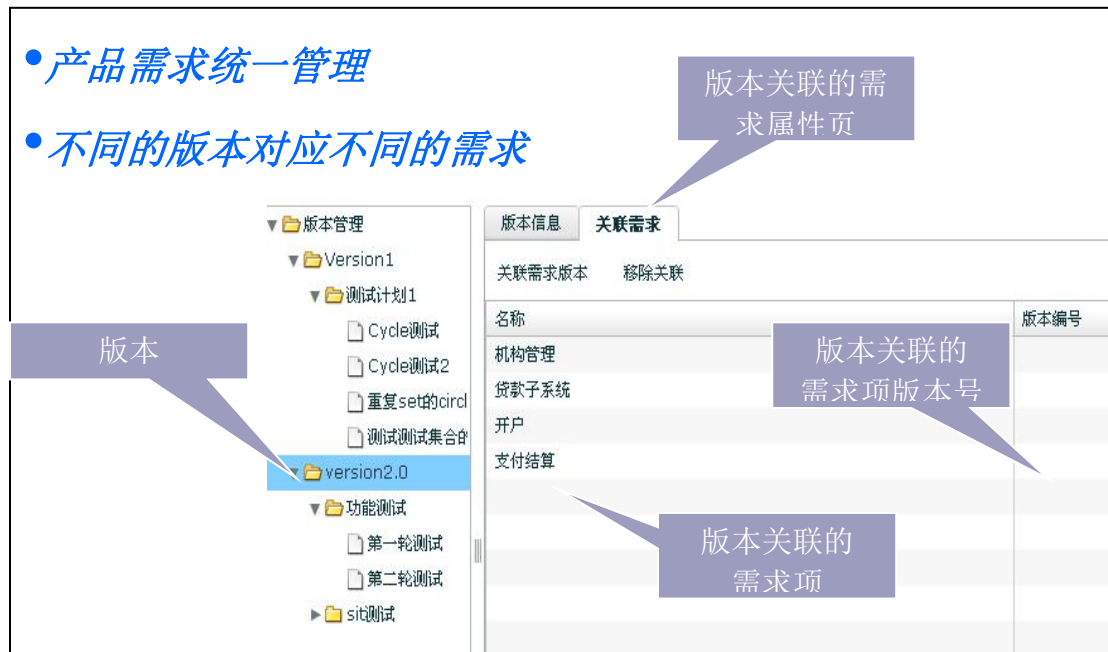 •产品需求统一管理
版本关联的需
求属性页
•不同的版本对应不同的需求
版本管理
Version1
测试计划1
Cycle测试
Cycle测试2
重复set的circl
测试测试集合的
version2.0
功能测试
第一轮测试
第二轮测试
siti测试
版本
版本信息 关联需求
关联需求版本 移除关联
名称 版本编号
机构管理
贷款子系统
开户
支付结算
版本关联的
需求项版本号
版本关联的
需求项